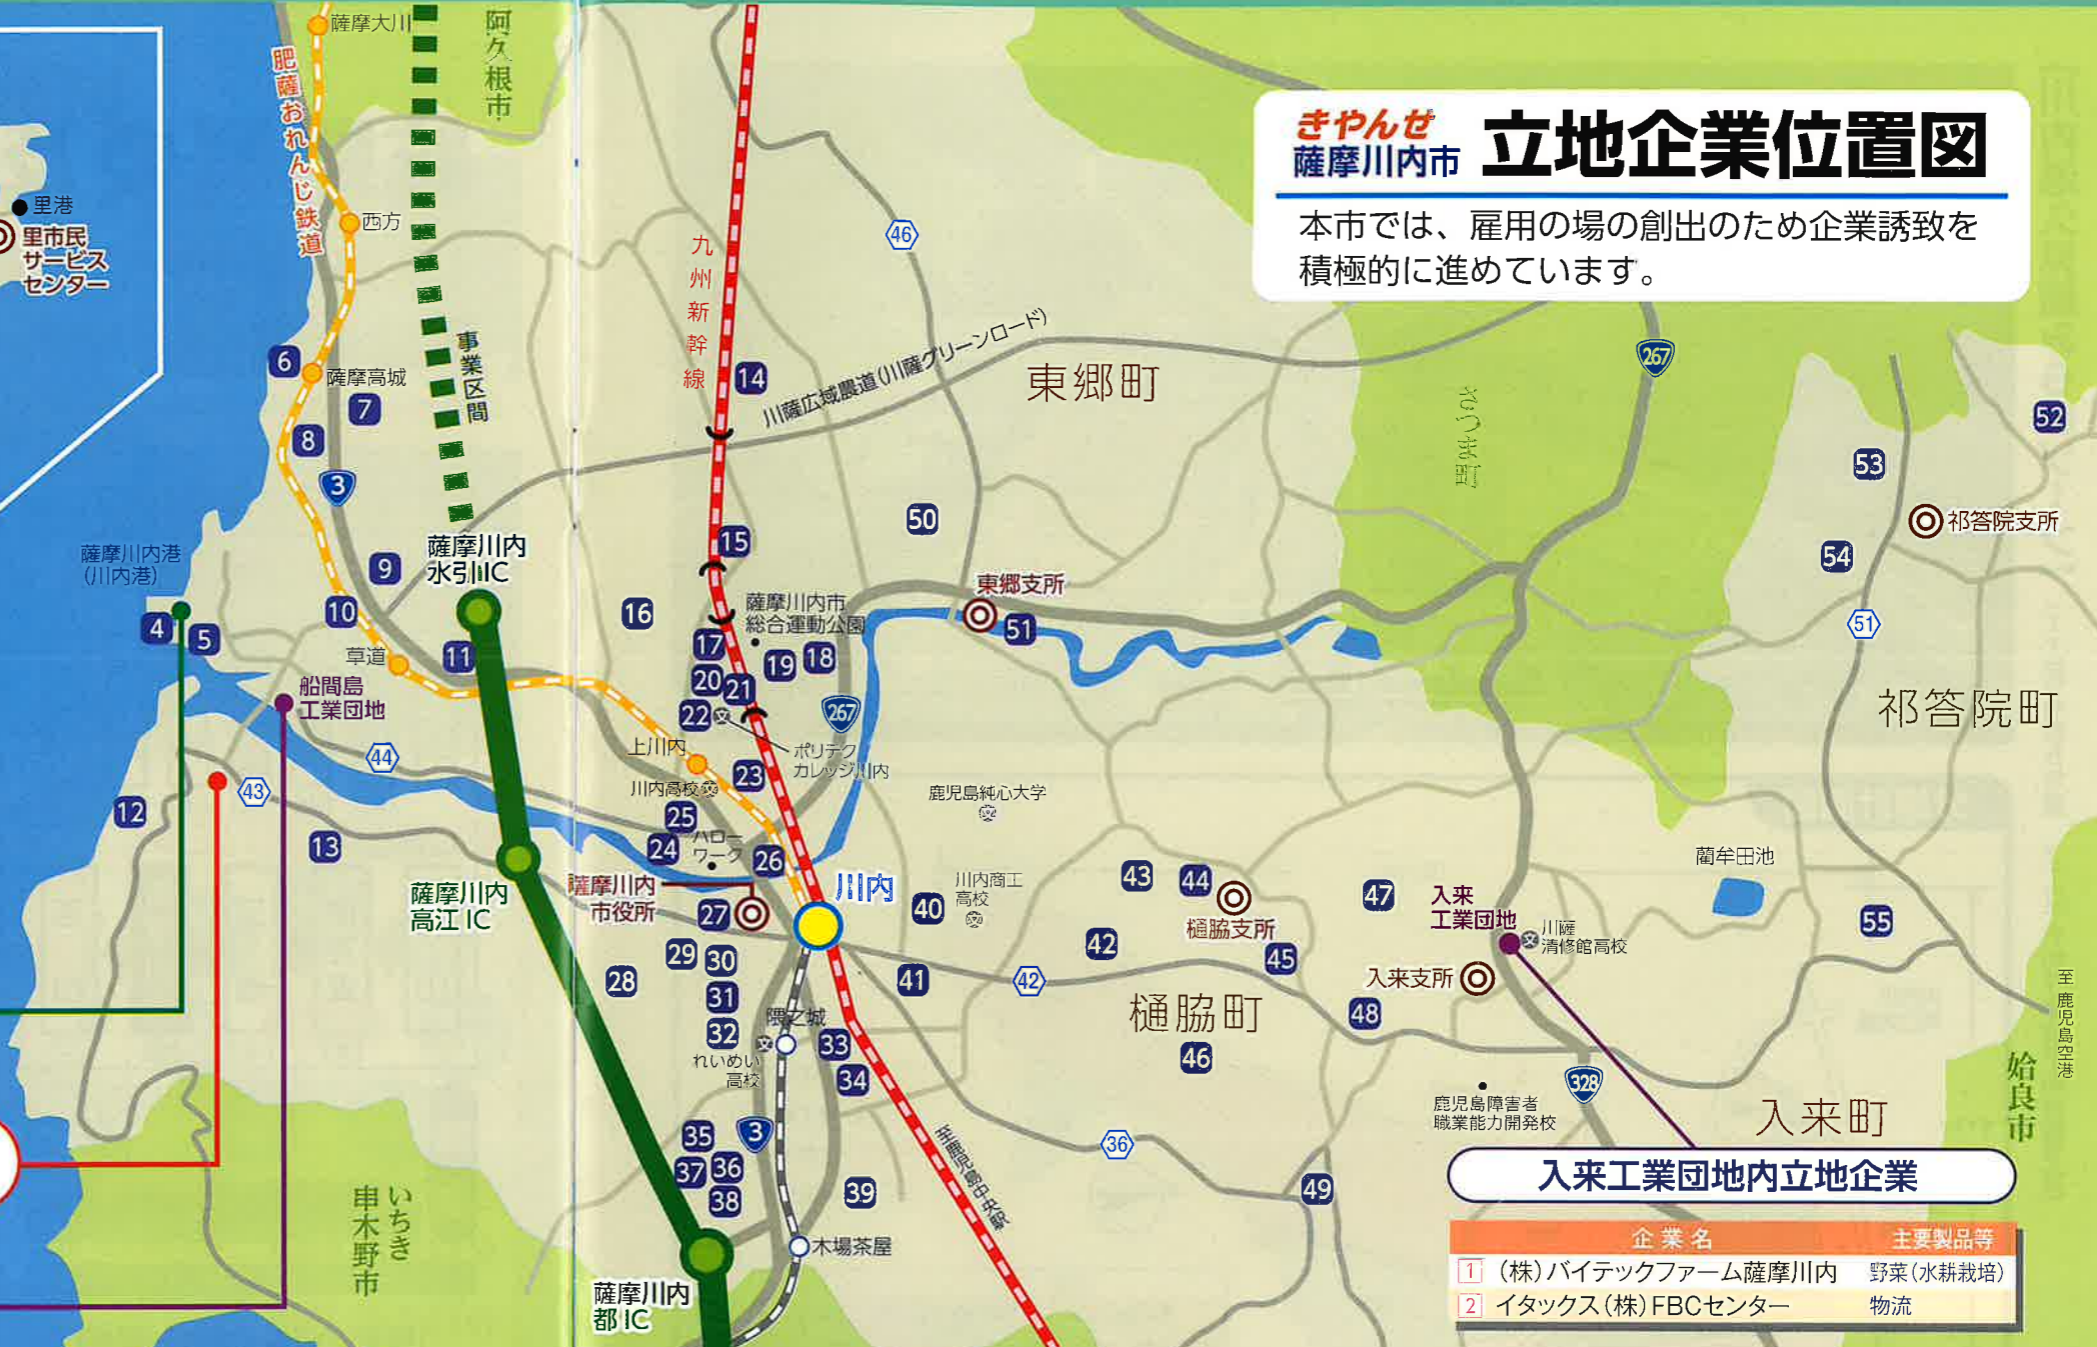 きやんせ
薩摩川内市
立地企業位置図
本市では、雇用の場の創出のため企業誘致を
積極的に進めています。
薩摩大川
阿久根市
肥薩おれんじ鉄道
西方
里港
里市民
サービス
センター
九州新幹線
46
事業区間
川薩広域農道(川薩グリーンロード)
東郷町
267
さつま町
6
薩摩高城
7
8
14
3
52
53
祁答院支所
54
50
15
薩摩川内港
(川内港)
9
薩摩川内
水引IC
10
4
5
11
草道
16
薩摩川内市
総合運動公園
17
18
19
20
21
22
東郷支所
51
51
祁答院町
船間島
工業団地
267
上川内
ポリテク
カレッジ川内
44
43
12
13
川内高校
23
25
24
ハロー
ワーク
26
鹿児島純心大学
薩摩川内
高江IC
薩摩川内
市役所
27
川内
40
川内商工
高校
43
44
樋脇支所
47
入来
工業団地
川薩
清修館高校
藺牟田池
55
28
29
30
31
32
41
42
42
45
入来支所
48
樋脇町
46
隈之城
れいめい
高校
33
34
328
鹿児島障害者
職業能力開発校
入来町
至 鹿児島空港
姶良市
35
3
37
36
38
39
至鹿児島中央駅
36
49
いちき
串木野市
木場茶屋
薩摩川内
都IC
入来工業団地内立地企業
企業名 主要製品等
1 (株)バイテックファーム薩摩川内 野菜(水耕栽培)
2 イタックス(株)FBCセンター 物流